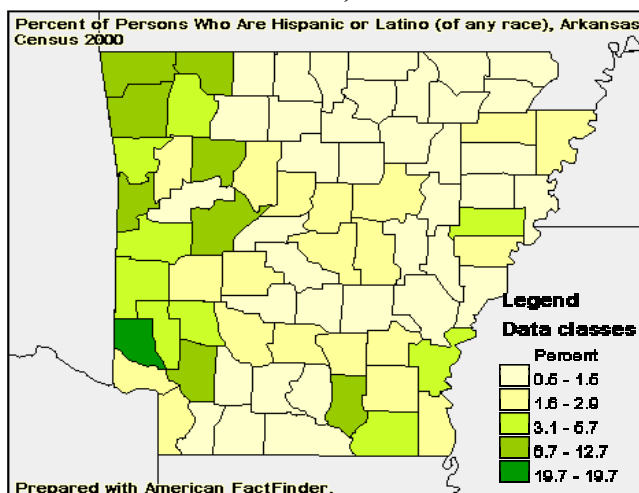 Percent of Persons Who Are Hispanic or Latino (of any race), Arkansas
Census 2000
Legend
Data classes
Percent
0.5 - 1.5
1.6 - 2.9
3.1 - 5.7
6.7 - 12.7
19.7 - 19.7
Prepared with American FactFinder.